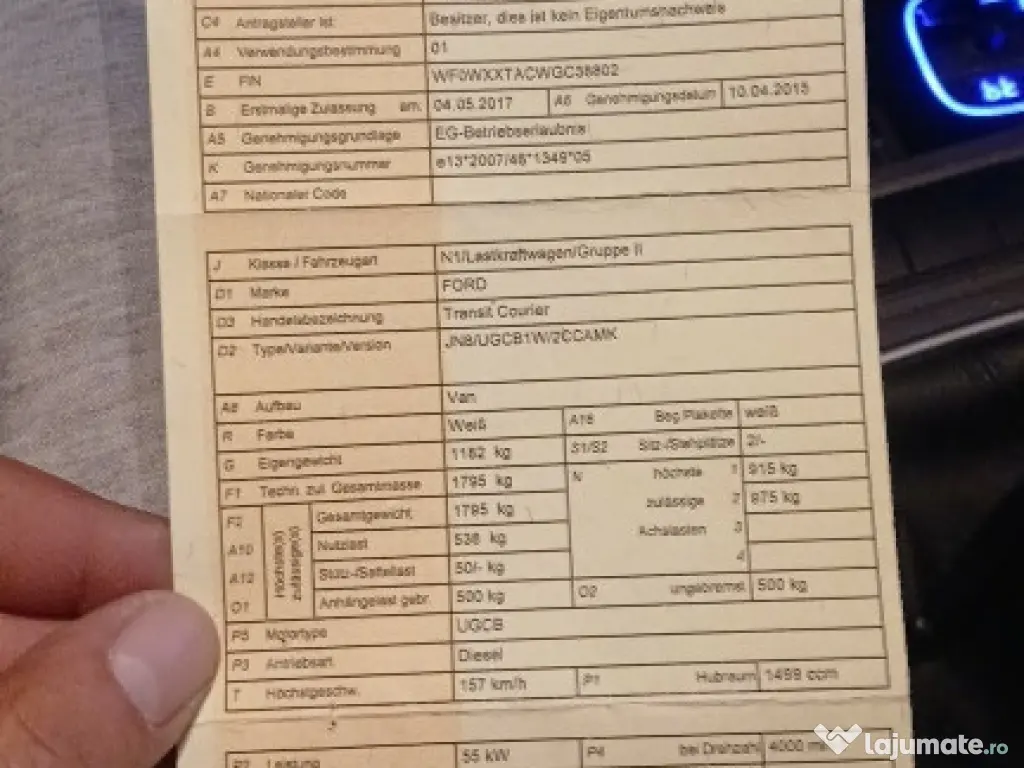 C4 Antragsteller ist Besitzer, dies ist kein Eigentumsnachweis
A4 Verwendungsbestimmung 01
E FIN WF0WXXTACWGC38802
B Erstmalige Zulassung am: 04.05.2017 A6 Genehmigungsdatum 10.04.2015
A5 Genehmigungsgrundlage EG-Betriebserlaubnis
K Genehmigungsnummer e13*2007/46*1349*05
A7 Nationaler Code
J Klasse / Fahrzeugart N1/Lastkraftwagen/Gruppe II
D1 Marke FORD
D3 Handelsbezeichnung Transit Courier
D2 Type/Variante/Version JN8/UGCB1W/2CCAMK
A8 Aufbau Van
R Farbe Weiß A16 Beg.Plakette weiß
G Eigengewicht 1182 kg S1/S2 Sitz-/Stehplätze 2/-
F1 Techn. zul. Gesamtmasse 1795 kg N höchste 1 915 kg
F2 Höchste(s) zulässige(s) Gesamtgewicht 1795 kg zulässige 2 975 kg
A10 Nutzlast 538 kg Achslasten 3
A12 Stütz-/Sattellast 50/- kg 4
O1 Anhängelast gebr. 500 kg O2 ungebremst 500 kg
P5 Motortype UGCB
P3 Antriebsart Diesel
T Höchstgeschw. 157 km/h P1 Hubraum 1499 ccm
P2 Leistung 55 kW P4 bei Drehzahl 4000
lajumate.ro